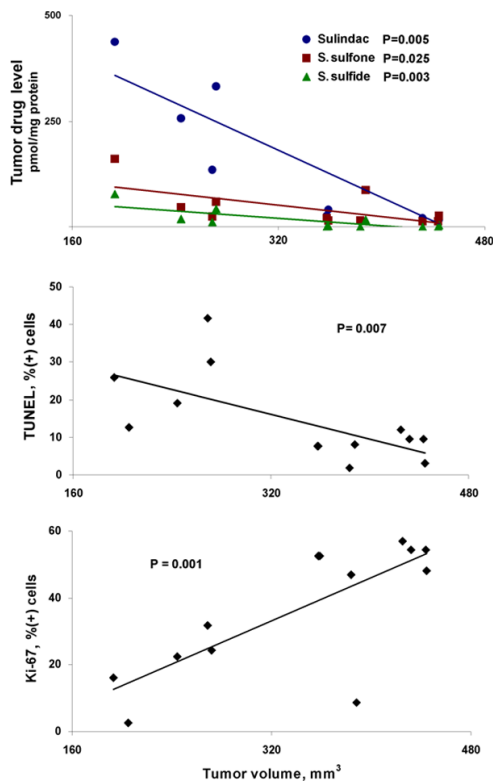 500
250
Tumor drug level
pmol/mg protein
Sulindac P=0.005
S. sulfone P=0.025
S. sulfide P=0.003
160 320 480
50
40
30
20
10
0
TUNEL, %(+) cells
P= 0.007
160 320 480
60
40
20
0
Ki-67, %(+) cells
P = 0.001
160 320 480
Tumor volume, mm³